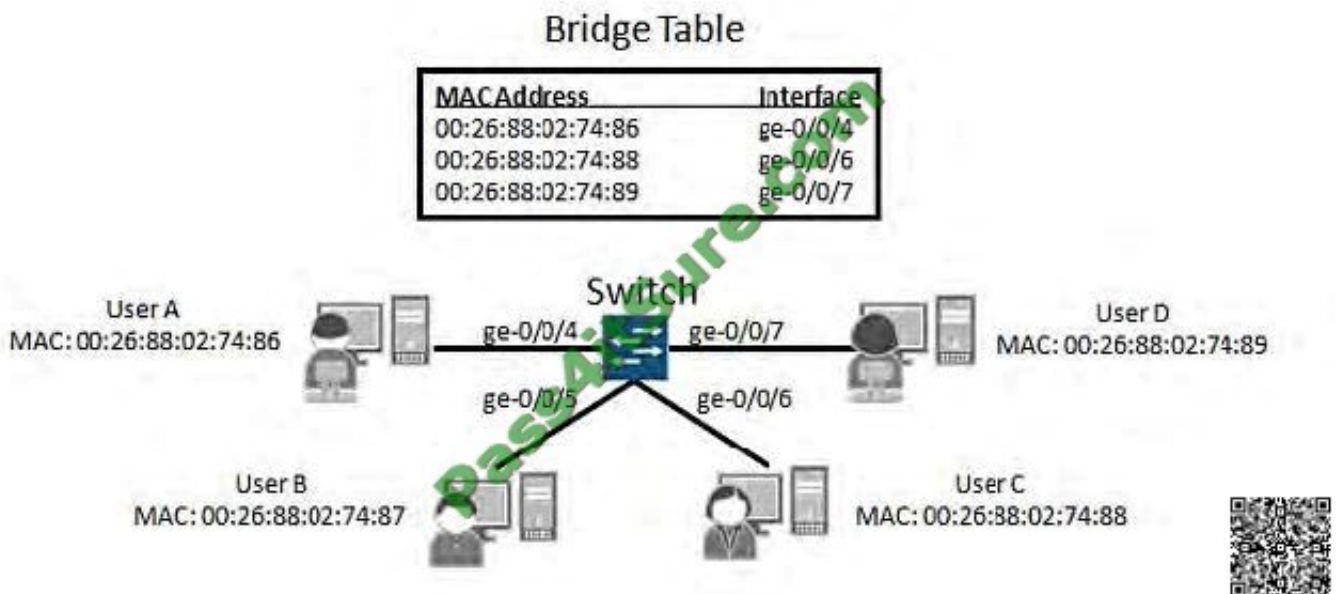 Bridge Table
MACAddress Interface
00:26:88:02:74:86 ge-0/0/4
00:26:88:02:74:88 ge-0/0/6
00:26:88:02:74:89 ge-0/0/7
Pass4itsure.com
Switch
User A
MAC: 00:26:88:02:74:86
ge-0/0/4
ge-0/0/7
User D
MAC: 00:26:88:02:74:89
ge-0/0/5
ge-0/0/6
User B
MAC: 00:26:88:02:74:87
User C
MAC: 00:26:88:02:74:88